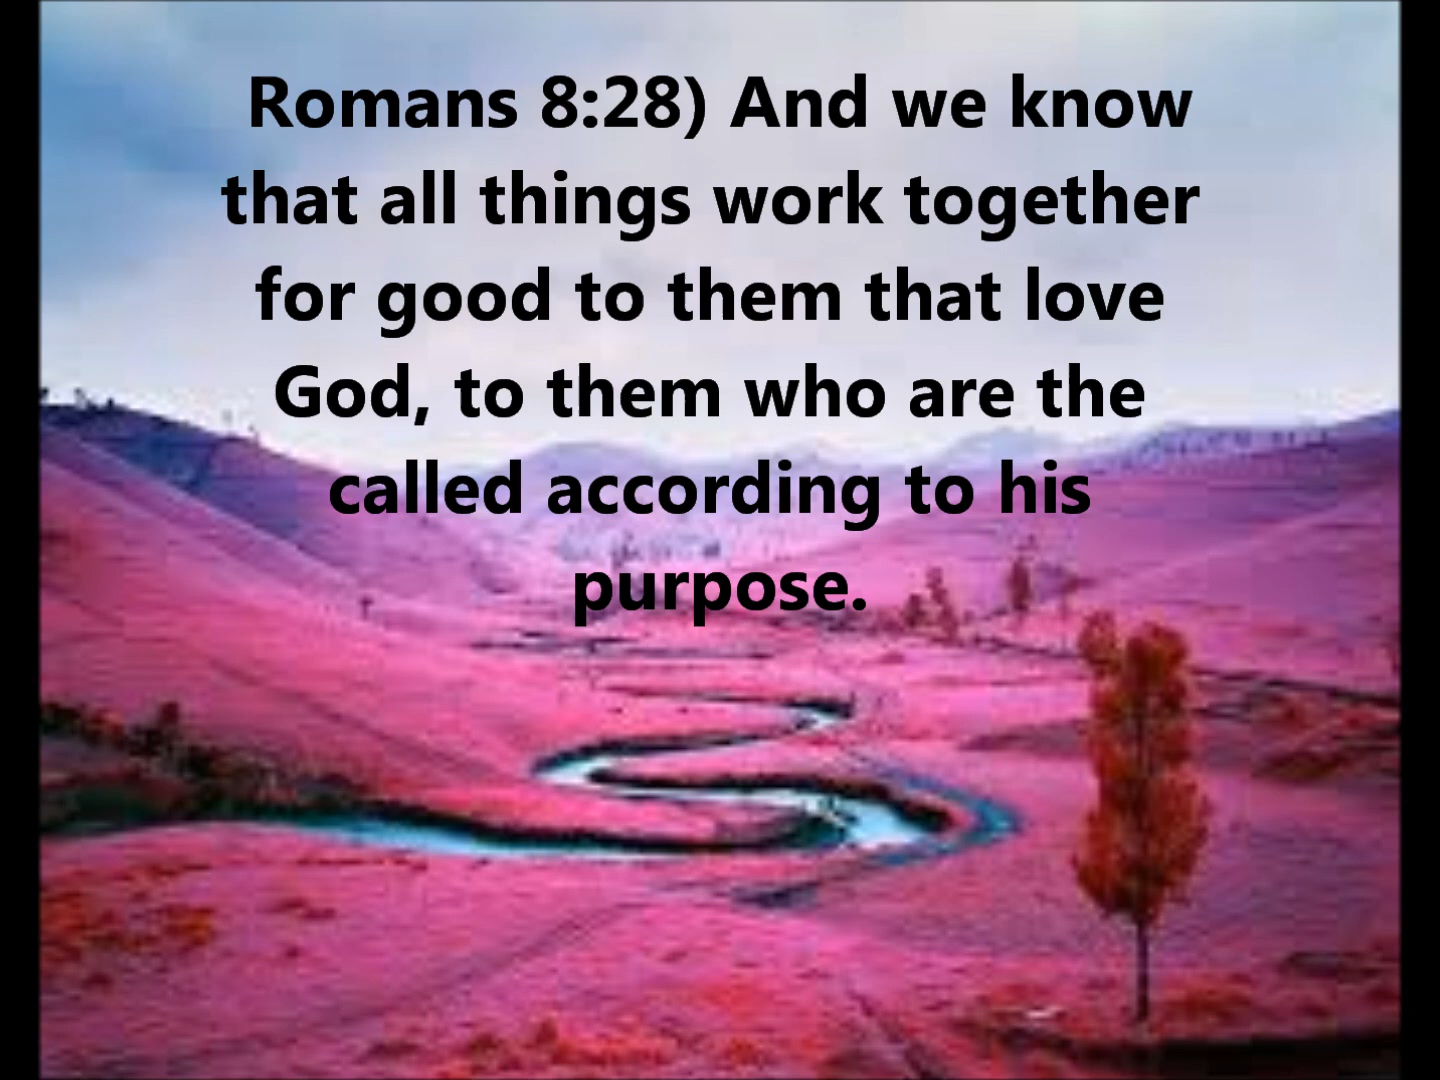 Romans 8:28) And we know
that all things work together
for good to them that love
God, to them who are the
called according to his
purpose.